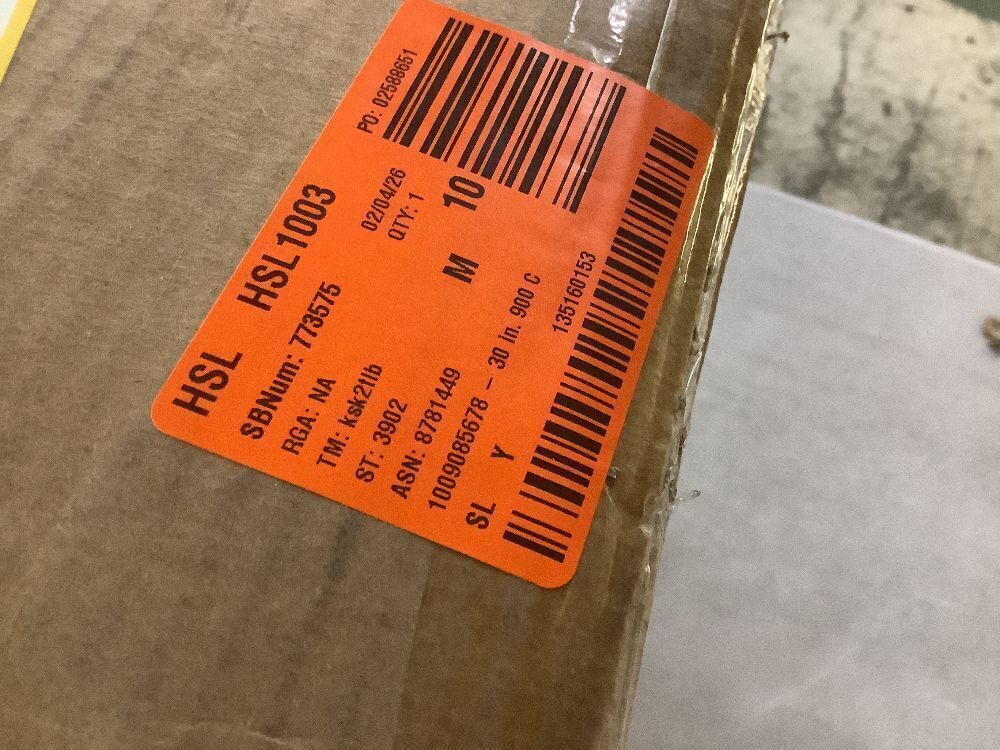 HSL HSL1003 PO: 02588651
SBNum: 773575 02/04/26
RGA: NA QTY: 1
TM: ksk2tlb
ST: 3902 M 10
ASN: 8781449
1009085678 - 30 in. 900 C
SL Y 135160153